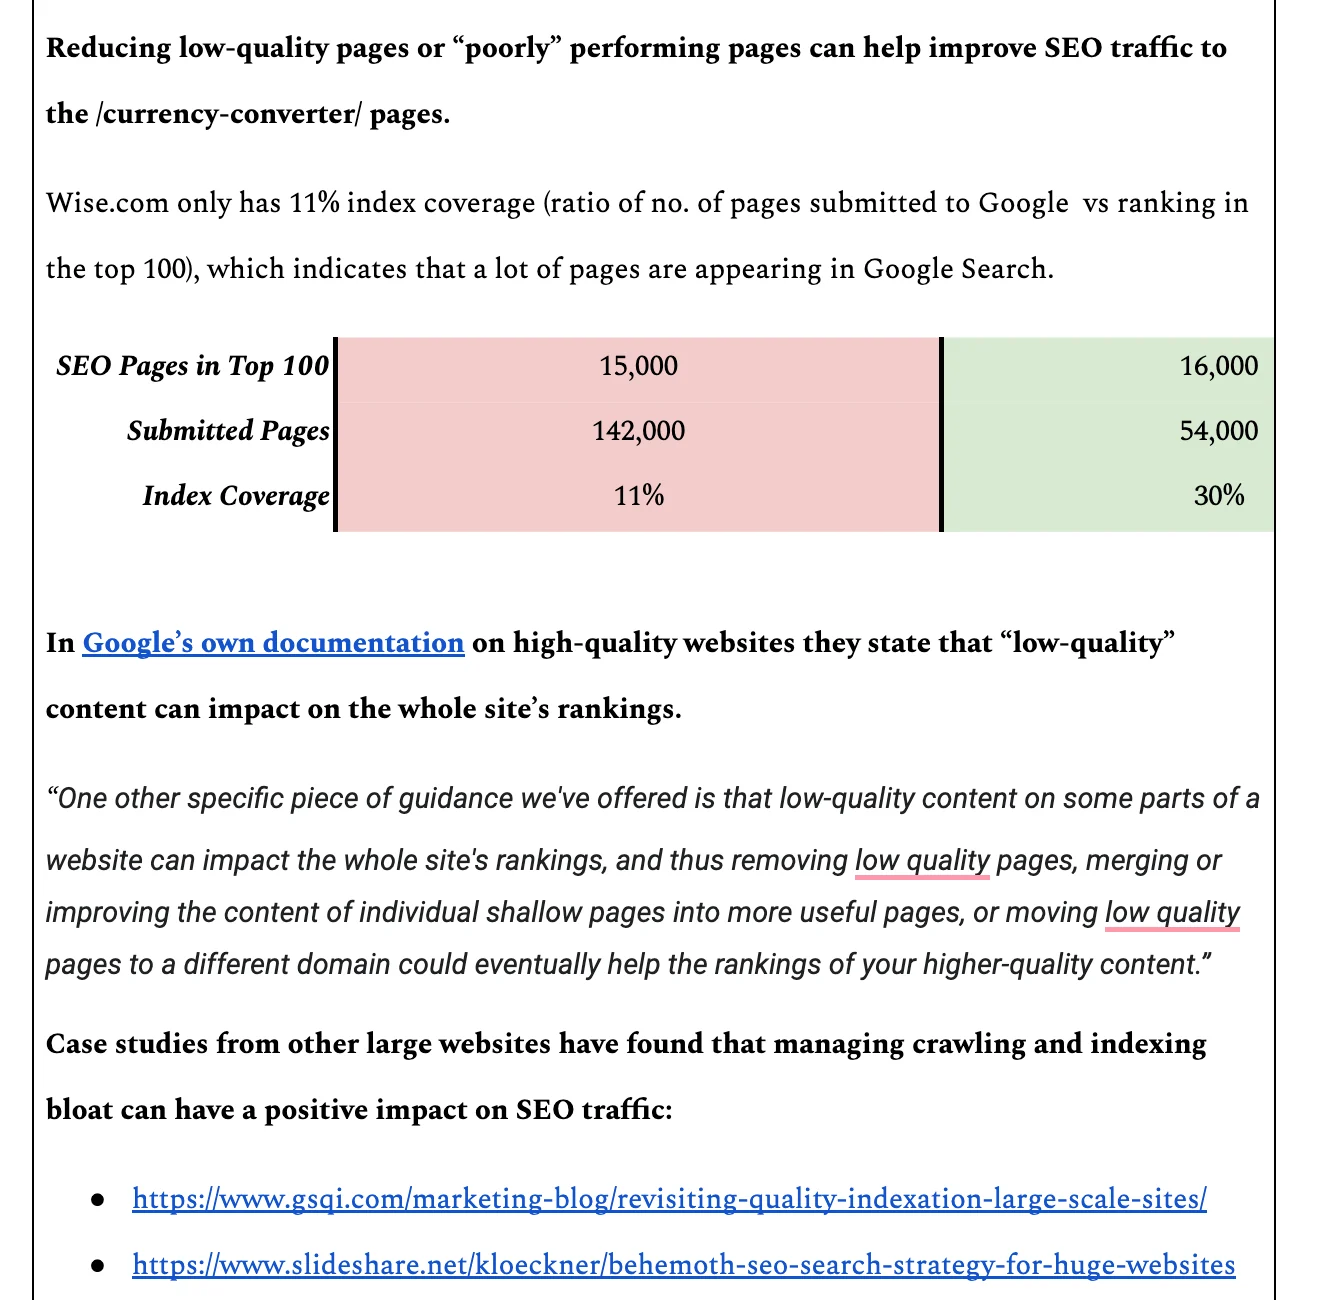 Reducing low-quality pages or “poorly” performing pages can help improve SEO traffic to
the /currency-converter/ pages.
Wise.com only has 11% index coverage (ratio of no. of pages submitted to Google  vs ranking in
the top 100), which indicates that a lot of pages are appearing in Google Search.
SEO Pages in Top 100 15,000 16,000
Submitted Pages 142,000 54,000
Index Coverage 11% 30%
In Google’s own documentation on high-quality websites they state that “low-quality”
content can impact on the whole site’s rankings.
“One other specific piece of guidance we've offered is that low-quality content on some parts of a
website can impact the whole site's rankings, and thus removing low quality pages, merging or
improving the content of individual shallow pages into more useful pages, or moving low quality
pages to a different domain could eventually help the rankings of your higher-quality content.”
Case studies from other large websites have found that managing crawling and indexing
bloat can have a positive impact on SEO traffic:
● https://www.gsqi.com/marketing-blog/revisiting-quality-indexation-large-scale-sites/
● https://www.slideshare.net/kloeckner/behemoth-seo-search-strategy-for-huge-websites